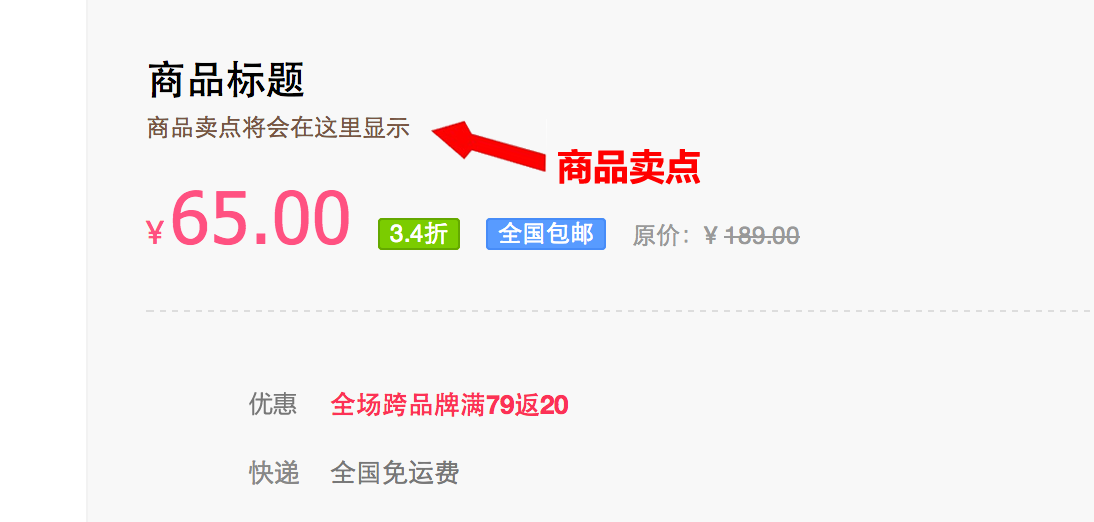 商品标题
商品卖点将会在这里显示
商品卖点
¥65.00 3.4折 全国包邮 原价：¥ 189.00
优惠 全场跨品牌满79返20
快递 全国免运费